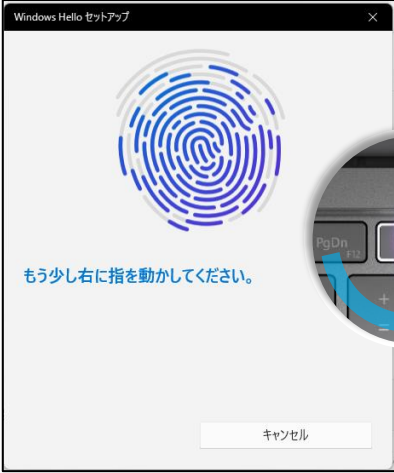 Windows Hello セットアップ
もう少し右に指を動かしてください。
PgDn
F12
+
=
キャンセル